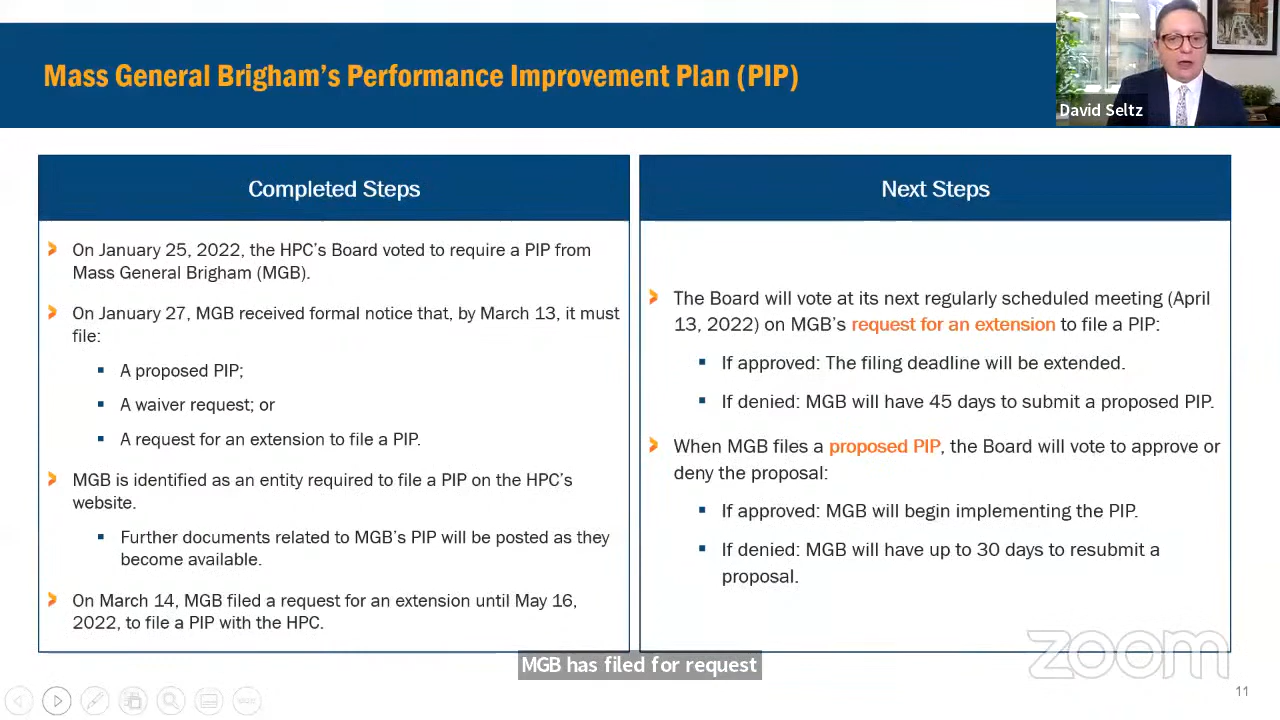 Mass General Brigham's Performance Improvement Plan (PIP)
David Seltz
Completed Steps
On January 25, 2022, the HPC's Board voted to require a PIP from
Mass General Brigham (MGB).
On January 27, MGB received formal notice that, by March 13, it must
file:
A proposed PIP;
A waiver request; or
A request for an extension to file a PIP.
MGB is identified as an entity required to file a PIP on the HPC's
website.
Further documents related to MGB's PIP will be posted as they
become available.
On March 14, MGB filed a request for an extension until May 16,
2022, to file a PIP with the HPC.
Next Steps
The Board will vote at its next regularly scheduled meeting (April
13, 2022) on MGB's request for an extension to file a PIP:
If approved: The filing deadline will be extended.
If denied: MGB will have 45 days to submit a proposed PIP.
When MGB files a proposed PIP, the Board will vote to approve or
deny the proposal:
If approved: MGB will begin implementing the PIP.
If denied: MGB will have up to 30 days to resubmit a
proposal.
zoom
MGB has filed for request
11